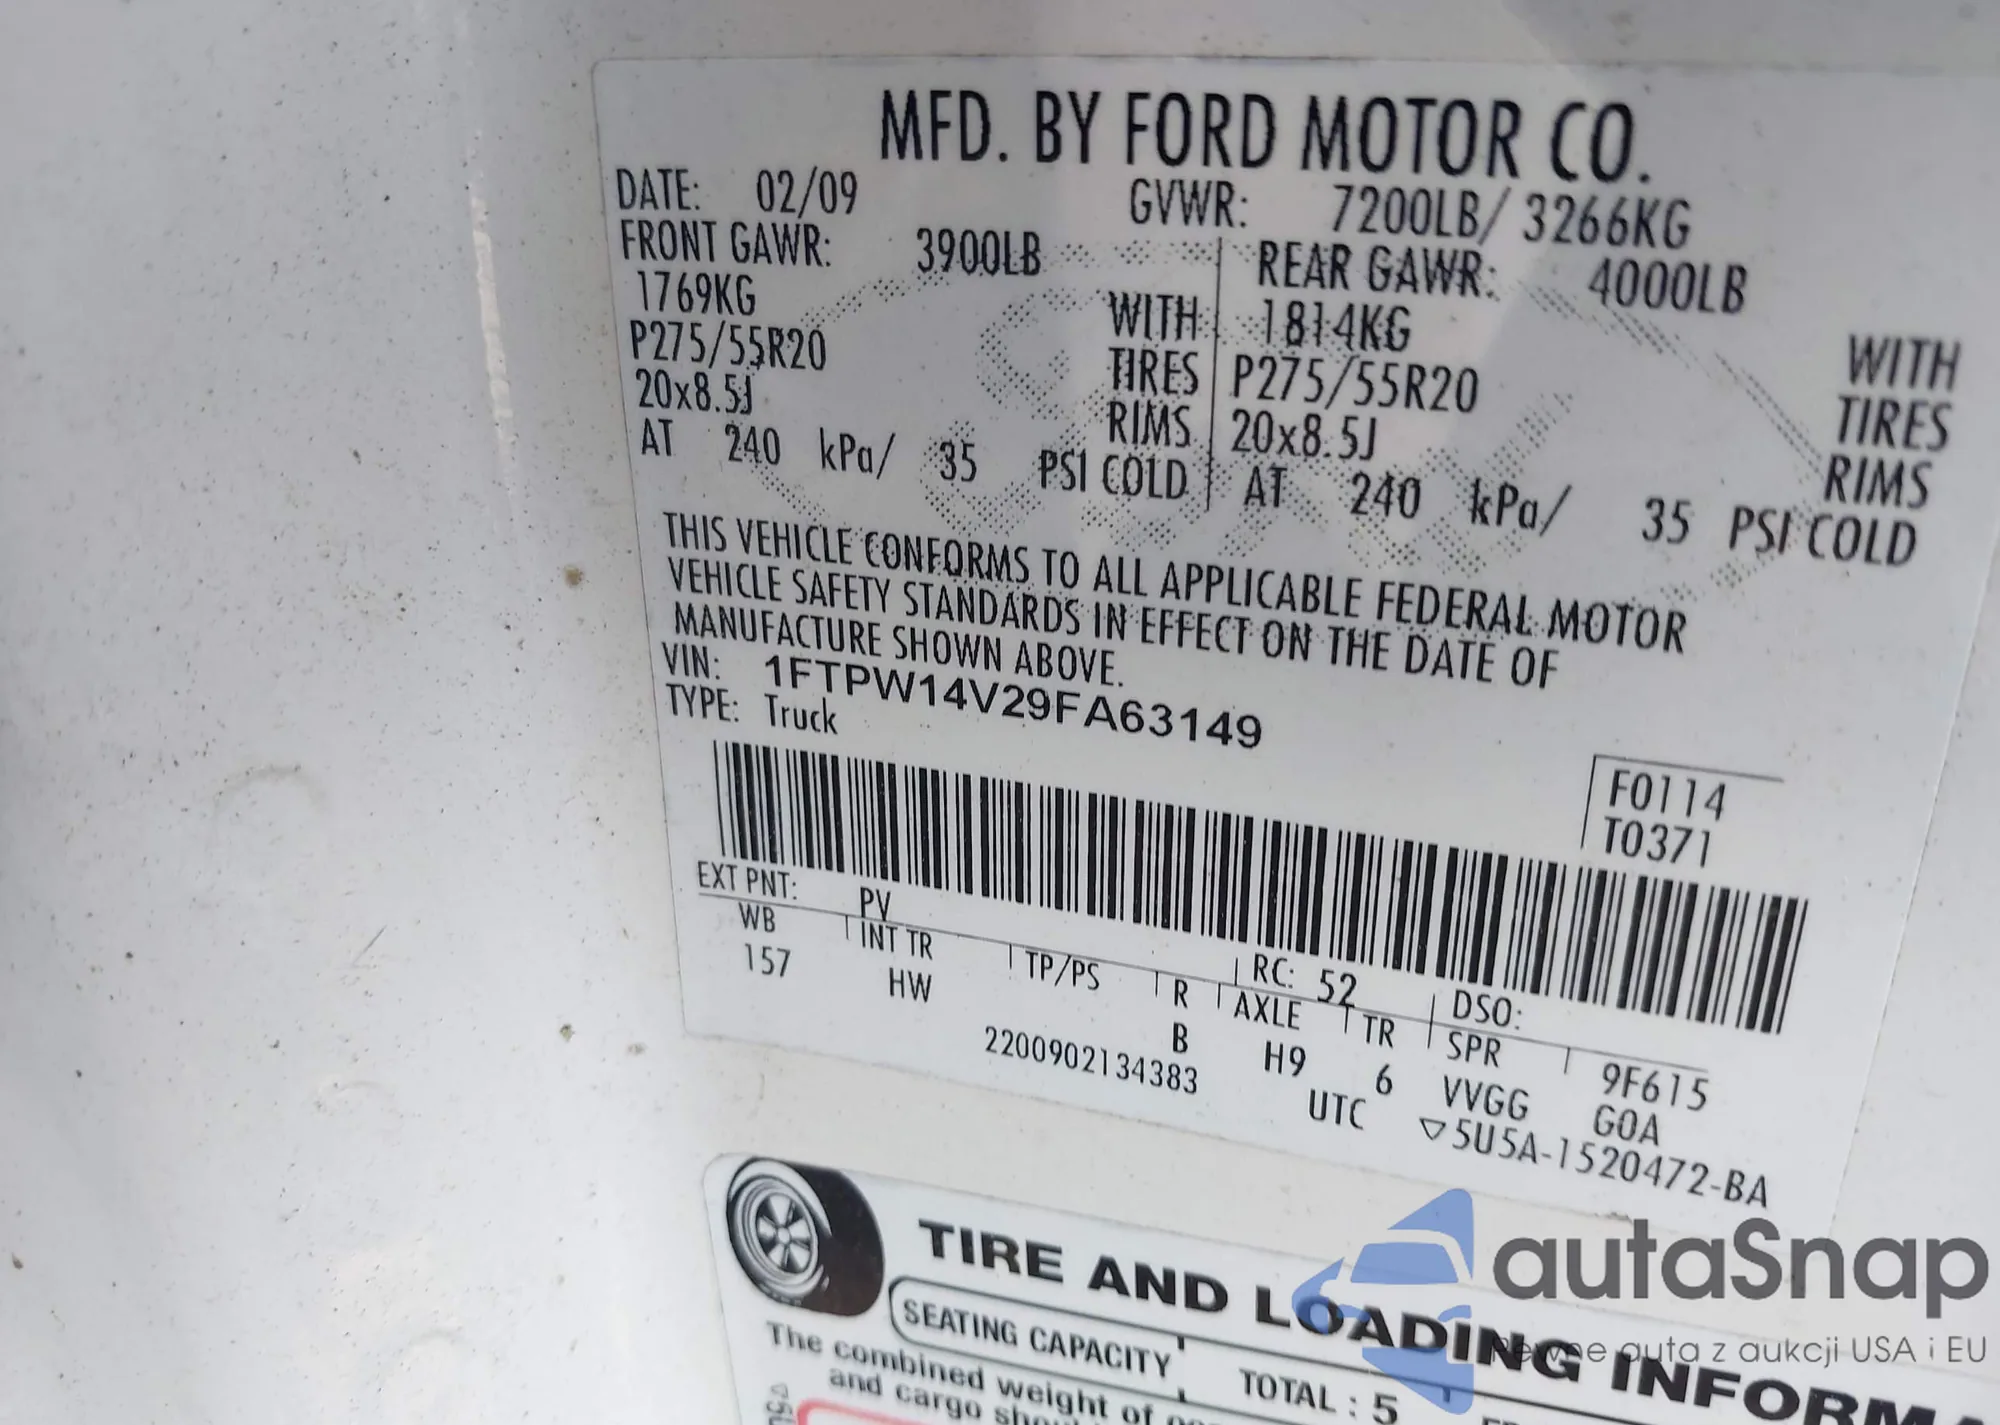 MFD. BY FORD MOTOR CO.
DATE: 02/09 GVWR: 7200LB/ 3266KG
FRONT GAWR: 3900LB REAR GAWR: 4000LB
1769KG WITH 1814KG WITH
P275/55R20 TIRES P275/55R20 TIRES
20x8.5J RIMS 20x8.5J RIMS
AT 240 kPa/ 35 PSI COLD AT 240 kPa/ 35 PSI COLD
THIS VEHICLE CONFORMS TO ALL APPLICABLE FEDERAL MOTOR
VEHICLE SAFETY STANDARDS IN EFFECT ON THE DATE OF
MANUFACTURE SHOWN ABOVE.
VIN: 1FTPW14V29FA63149
TYPE: Truck
F0114
T0371
EXT PNT: PV RC: 52 DSO:
WB INT TR TP/PS R AXLE TR SPR 9F615
157 HW B H9 6 VVGG G0A
2200902134383 UTC ▽5U5A-1520472-BA
TIRE AND LOADING INFORMA
SEATING CAPACITY TOTAL : 5
The combined weight of
and cargo
autaSnap
Pewne auta z aukcji USA i EU